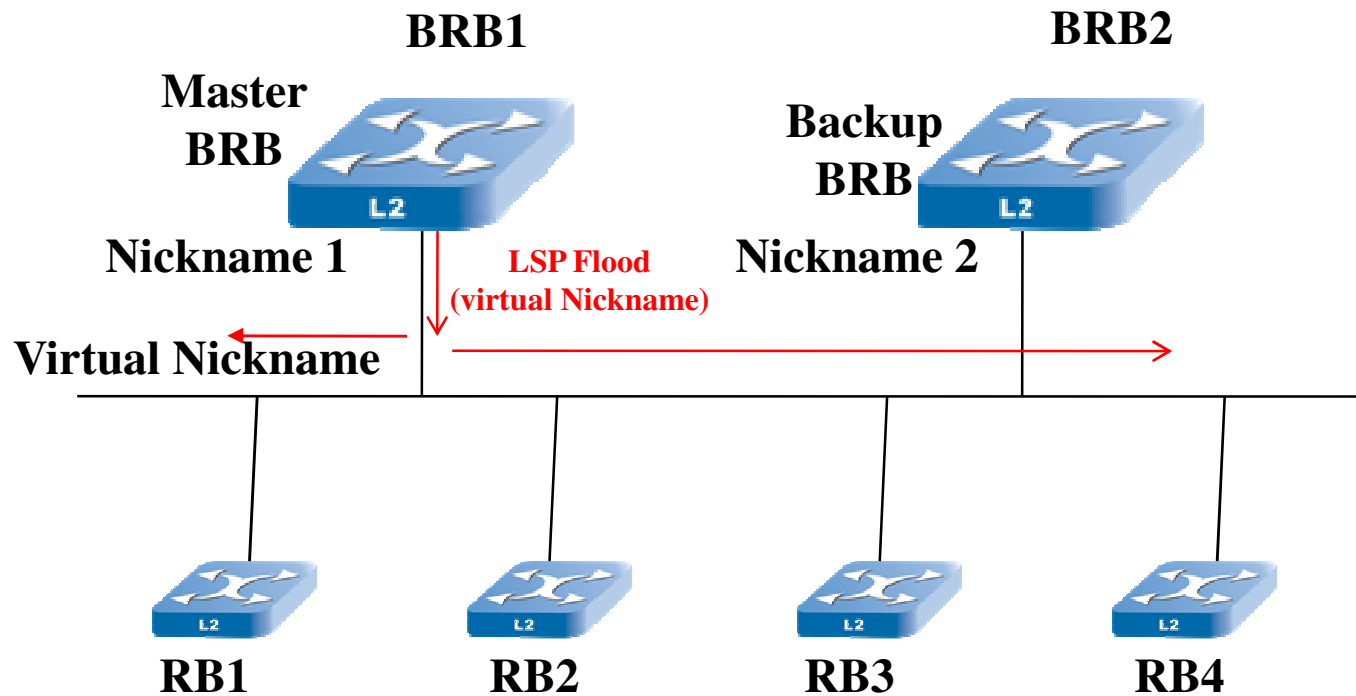 BRB1
BRB2
Master
BRB
Backup
BRB
L2
L2
Nickname 1
LSP Flood
(virtual Nickname)
Nickname 2
Virtual Nickname
L2
L2
L2
L2
RB1
RB2
RB3
RB4